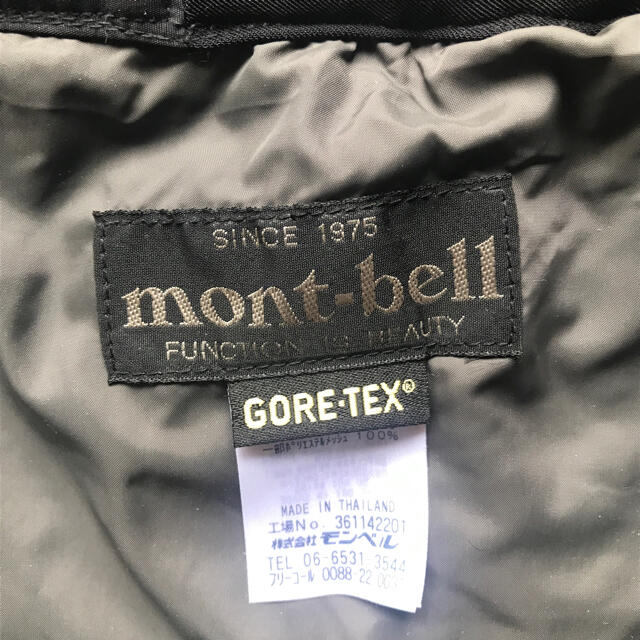 SINCE 1975
mont-bell
FUNCTION IS BEAUTY
GORE-TEX®
一部ポリエステルメッシュ 100%
MADE IN THAILAND
工場No. 361142201
株式会社 モンベル
TEL 06-6531-3544
フリーコール 0088-22-00